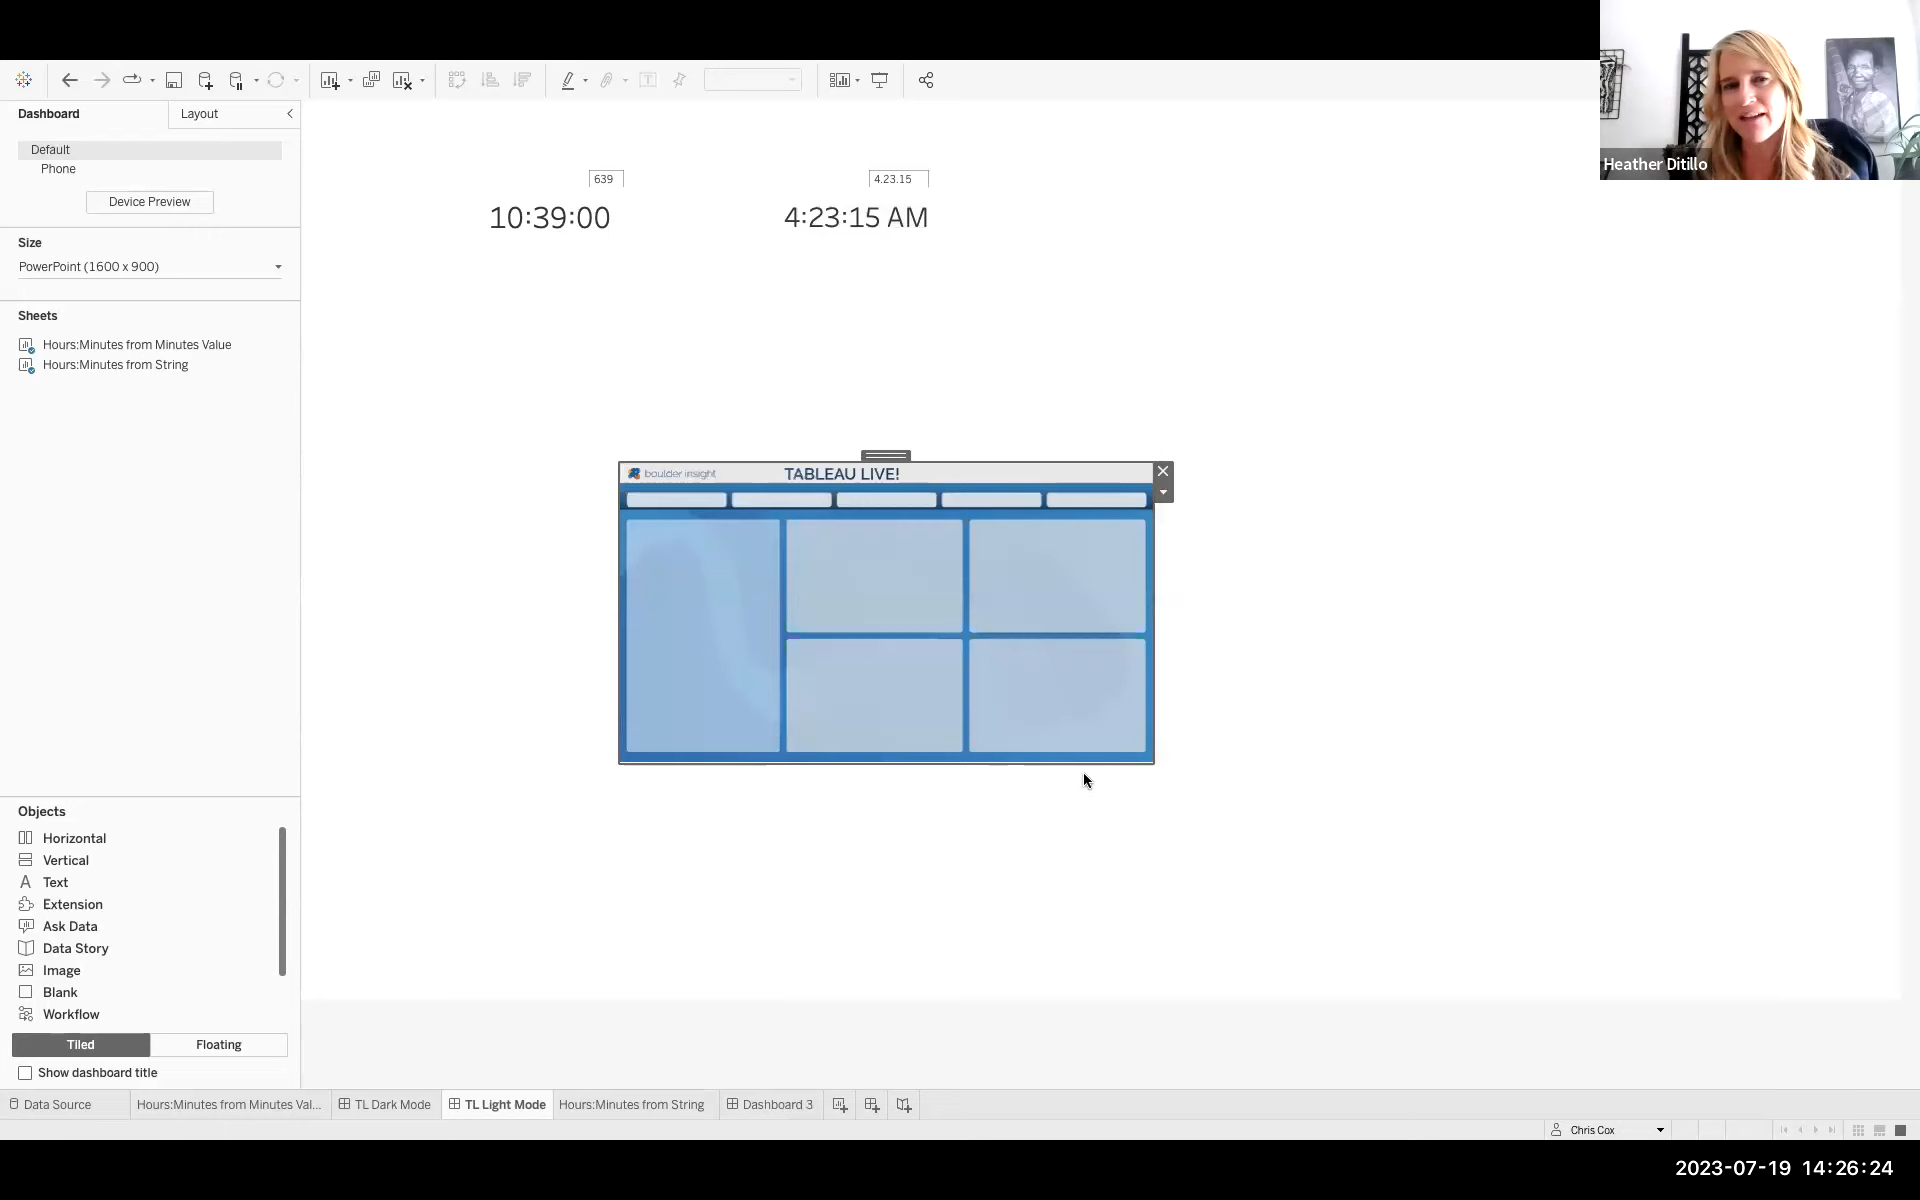 Heather Ditillo
Dashboard
Layout
Default
Phone
Device Preview
Size
PowerPoint (1600 x 900)
Sheets
Hours:Minutes from Minutes Value
Hours:Minutes from String
639
4.23.15
10:39:00
4:23:15 AM
boulder insight
TABLEAU LIVE!
Objects
Horizontal
Vertical
Text
Extension
Ask Data
Data Story
Image
Blank
Workflow
Tiled
Floating
Show dashboard title
Data Source
Hours:Minutes from Minutes Val...
TL Dark Mode
TL Light Mode
Hours:Minutes from String
Dashboard 3
Chris Cox
2023-07-19 14:26:24